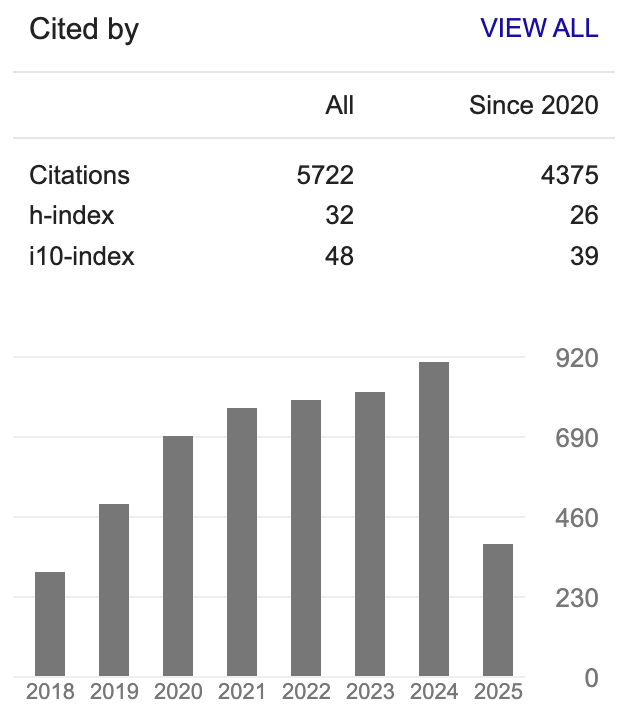 Cited by VIEW ALL
All Since 2020
Citations 5722 4375
h-index 32 26
i10-index 48 39
920
690
460
230
0
2018 2019 2020 2021 2022 2023 2024 2025